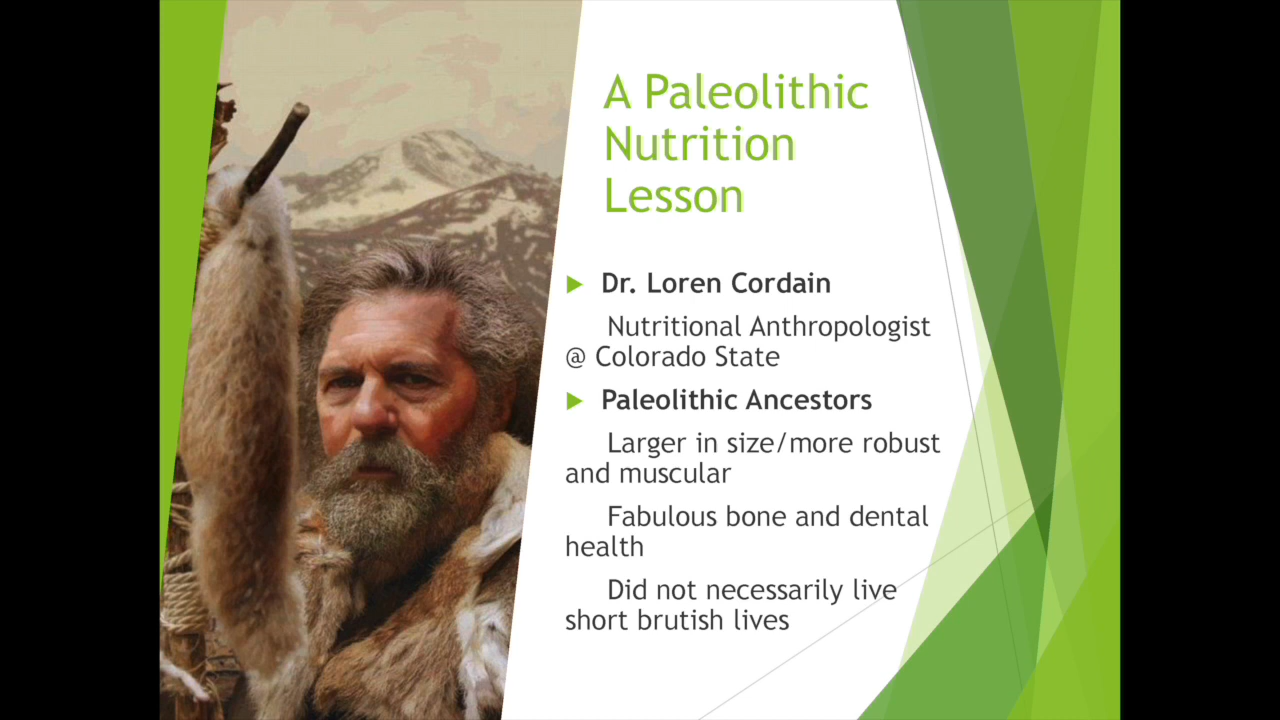 A Paleolithic
Nutrition
Lesson
Dr. Loren Cordain
Nutritional Anthropologist
@ Colorado State
Paleolithic Ancestors
Larger in size/more robust
and muscular
Fabulous bone and dental
health
Did not necessarily live
short brutish lives